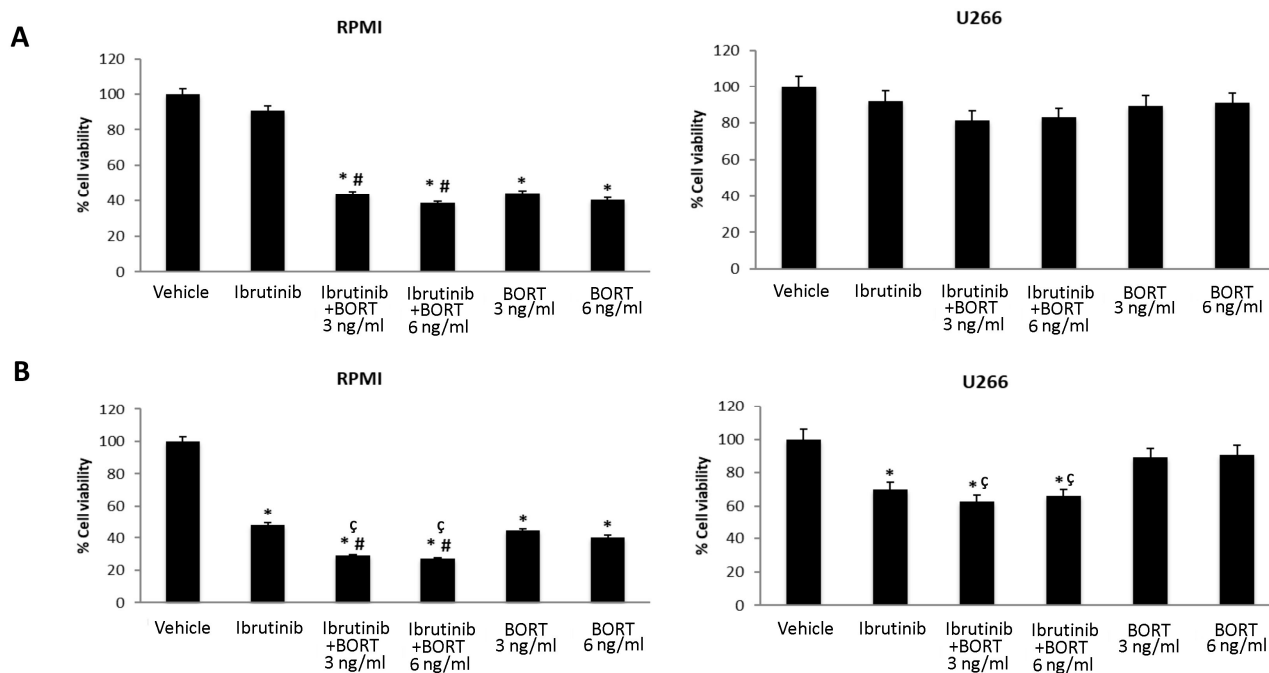 A
RPMI
% Cell viability
120
100
80
60
40
20
0
* #
* #
*
*
Vehicle
Ibrutinib
Ibrutinib
+BORT
3 ng/ml
Ibrutinib
+BORT
6 ng/ml
BORT
3 ng/ml
BORT
6 ng/ml
U266
% Cell viability
120
100
80
60
40
20
0
Vehicle
Ibrutinib
Ibrutinib
+BORT
3 ng/ml
Ibrutinib
+BORT
6 ng/ml
BORT
3 ng/ml
BORT
6 ng/ml
B
RPMI
% Cell viability
120
100
80
60
40
20
0
*
ç
* #
ç
* #
*
*
Vehicle
Ibrutinib
Ibrutinib
+BORT
3 ng/ml
Ibrutinib
+BORT
6 ng/ml
BORT
3 ng/ml
BORT
6 ng/ml
U266
% Cell viability
120
100
80
60
40
20
0
*
* ç
* ç
Vehicle
Ibrutinib
Ibrutinib
+BORT
3 ng/ml
Ibrutinib
+BORT
6 ng/ml
BORT
3 ng/ml
BORT
6 ng/ml